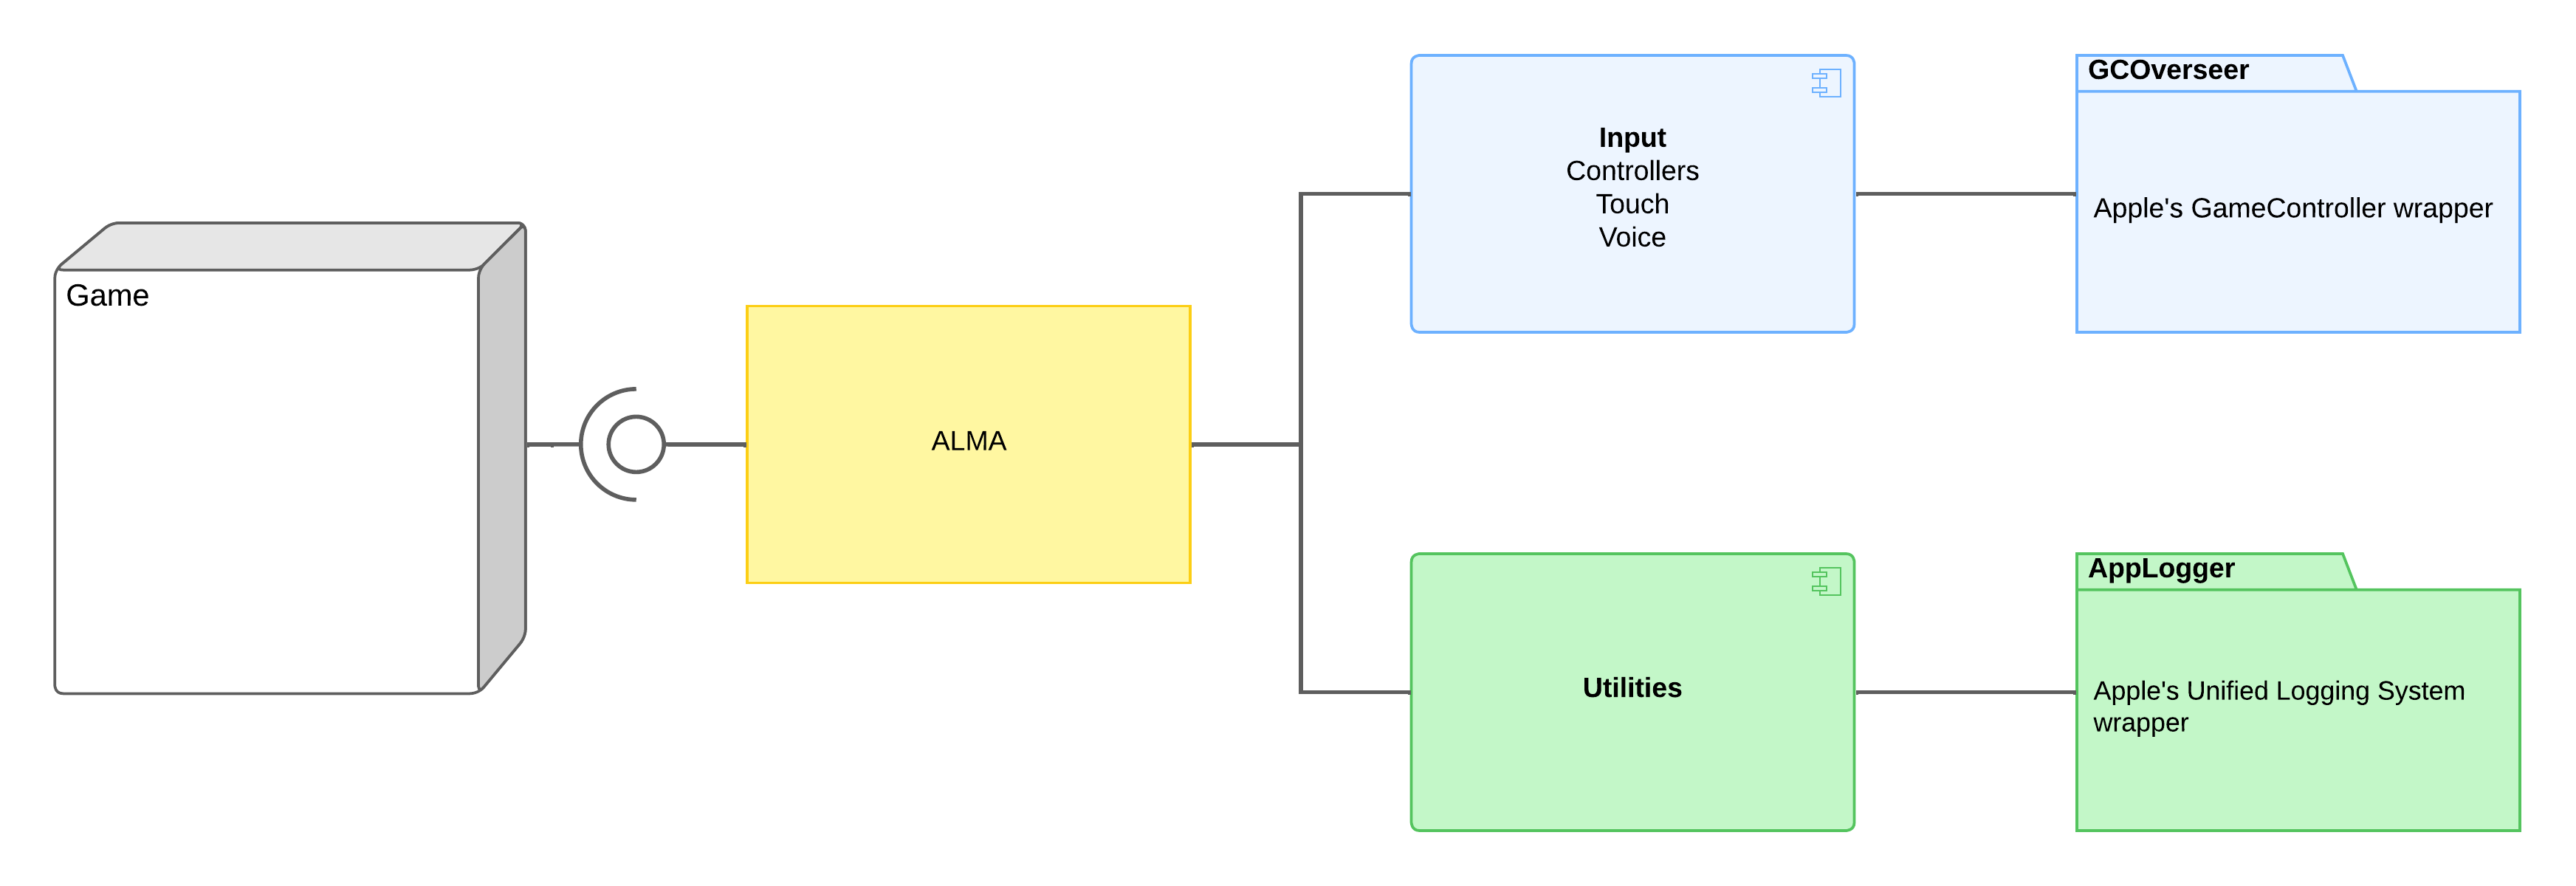 Game
ALMA
Input
Controllers
Touch
Voice
GCOverseer
Apple's GameController wrapper
Utilities
AppLogger
Apple's Unified Logging System
wrapper